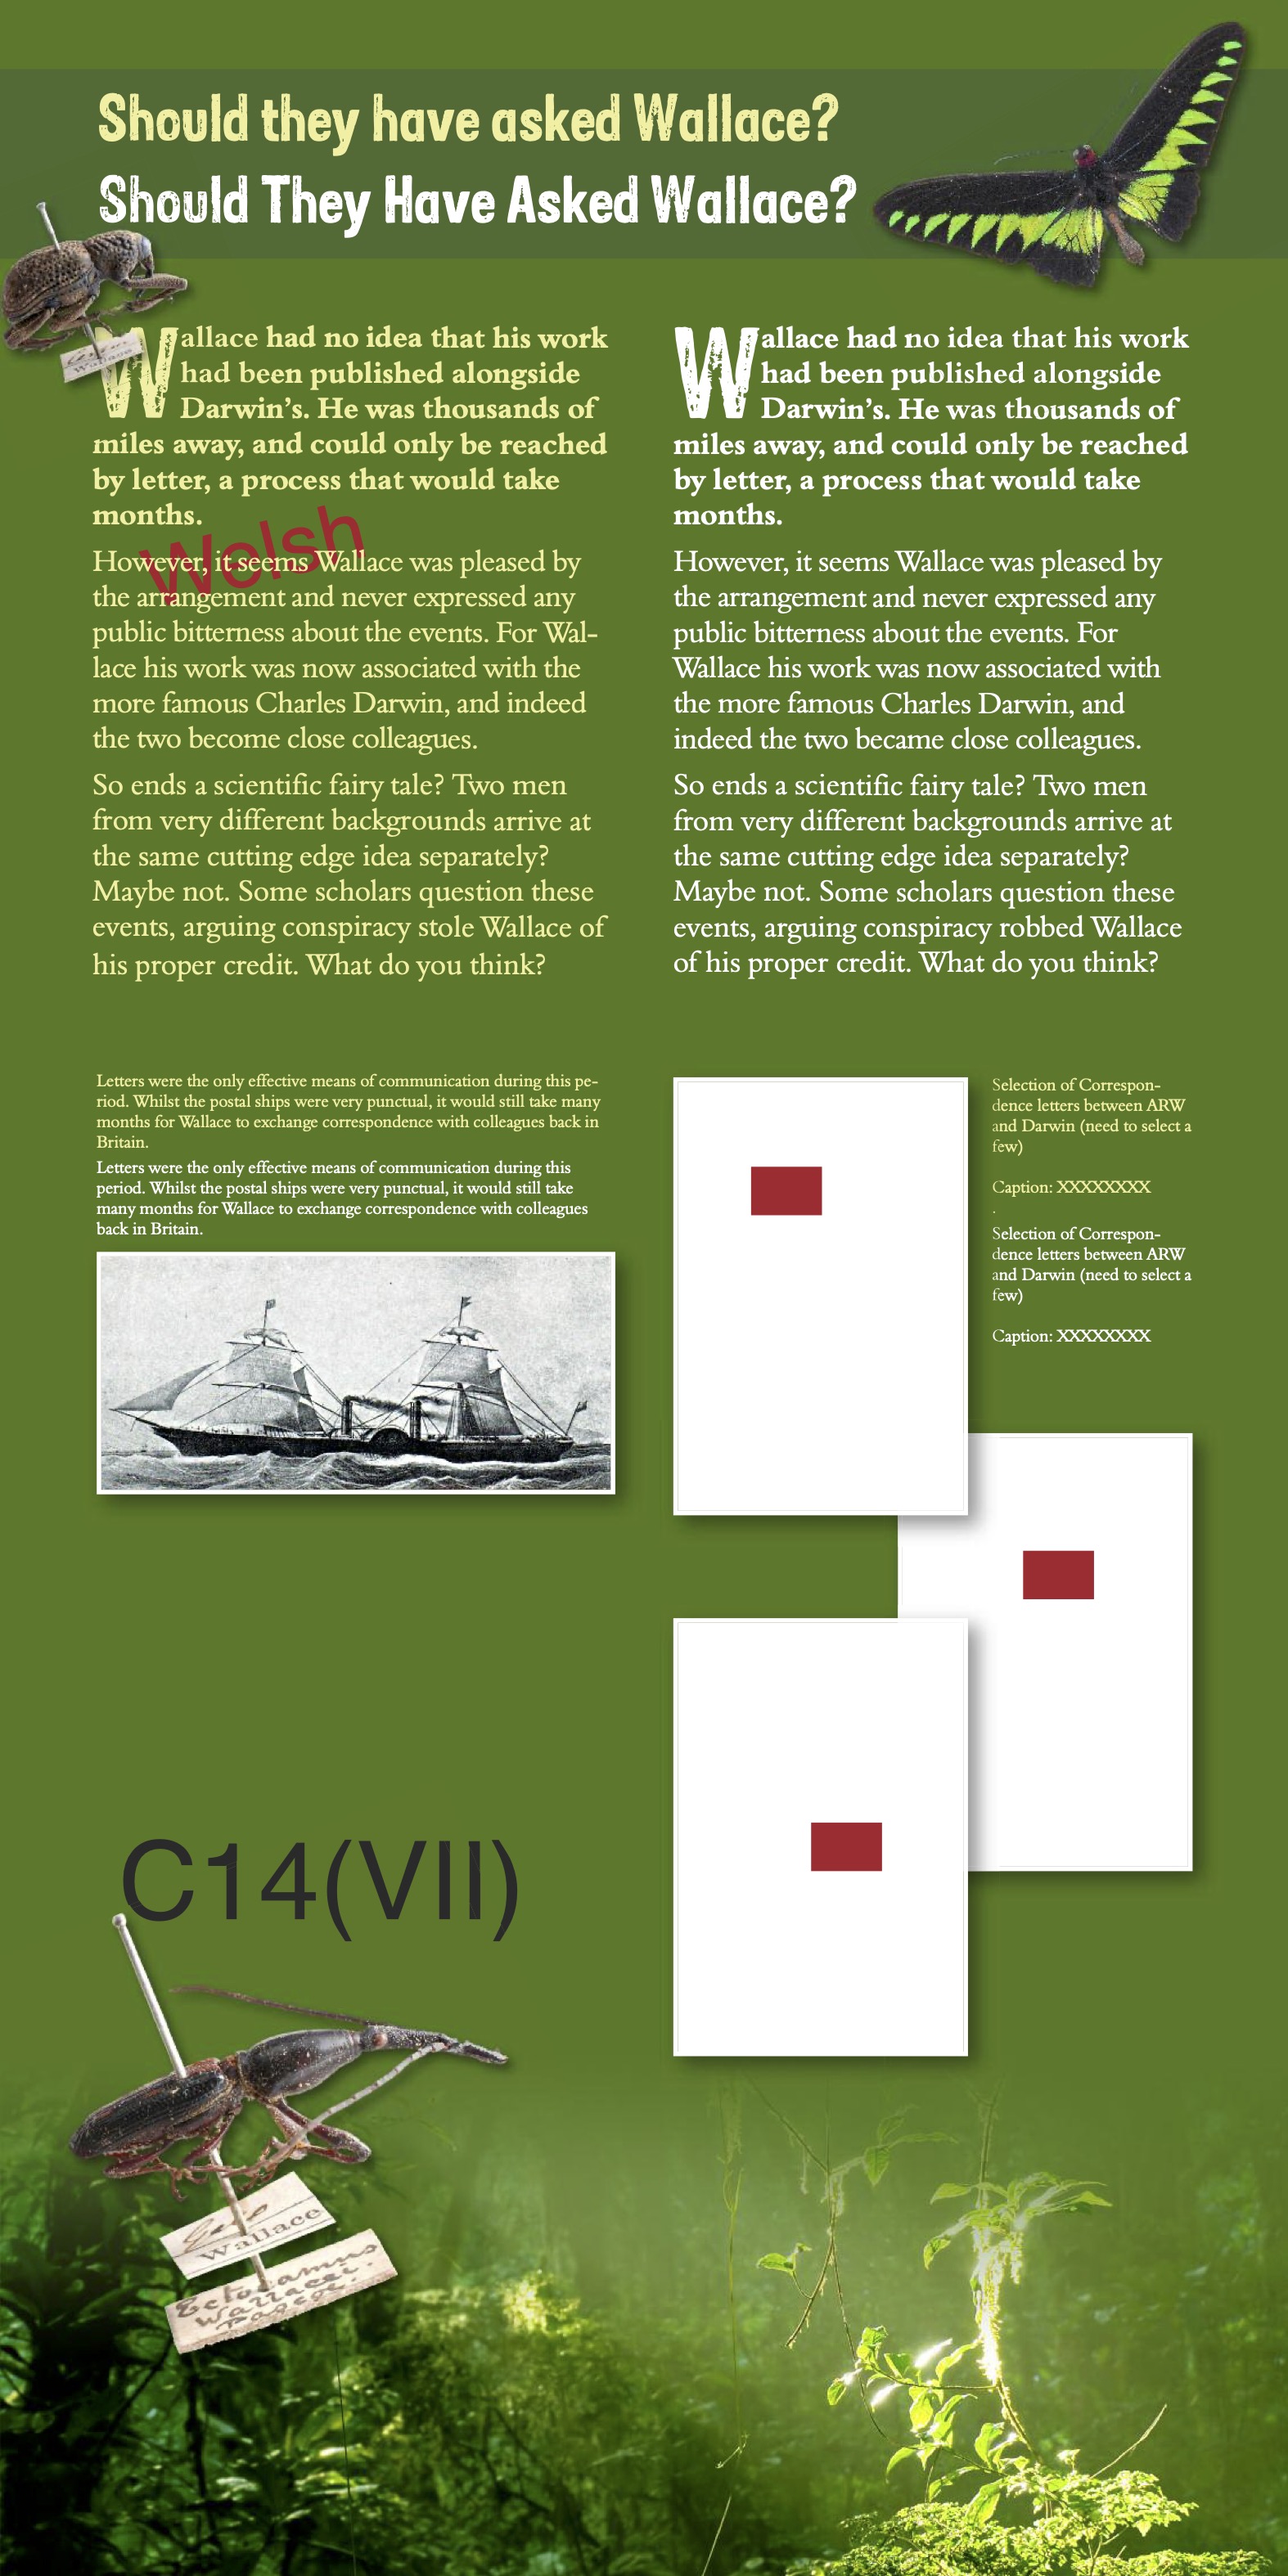 Should they have asked Wallace?
Should They Have Asked Wallace?
Wallace had no idea that his work
had been published alongside
Darwin’s. He was thousands of
miles away, and could only be reached
by letter, a process that would take
months.
Welsh
However, it seems Wallace was pleased by
the arrangement and never expressed any
public bitterness about the events. For Wal-
lace his work was now associated with the
more famous Charles Darwin, and indeed
the two become close colleagues.
So ends a scientific fairy tale? Two men
from very different backgrounds arrive at
the same cutting edge idea separately?
Maybe not. Some scholars question these
events, arguing conspiracy stole Wallace of
his proper credit. What do you think?
Wallace had no idea that his work
had been published alongside
Darwin’s. He was thousands of
miles away, and could only be reached
by letter, a process that would take
months.
However, it seems Wallace was pleased by
the arrangement and never expressed any
public bitterness about the events. For
Wallace his work was now associated with
the more famous Charles Darwin, and
indeed the two became close colleagues.
So ends a scientific fairy tale? Two men
from very different backgrounds arrive at
the same cutting edge idea separately?
Maybe not. Some scholars question these
events, arguing conspiracy robbed Wallace
of his proper credit. What do you think?
Letters were the only effective means of communication during this pe-
riod. Whilst the postal ships were very punctual, it would still take many
months for Wallace to exchange correspondence with colleagues back in
Britain.
Letters were the only effective means of communication during this
period. Whilst the postal ships were very punctual, it would still take
many months for Wallace to exchange correspondence with colleagues
back in Britain.
Selection of Correspon-
dence letters between ARW
and Darwin (need to select a
few)
Caption: XXXXXXXX
.
Selection of Correspon-
dence letters between ARW
and Darwin (need to select a
few)
Caption: XXXXXXXX
C14(VII)
Wallace
Wallacei